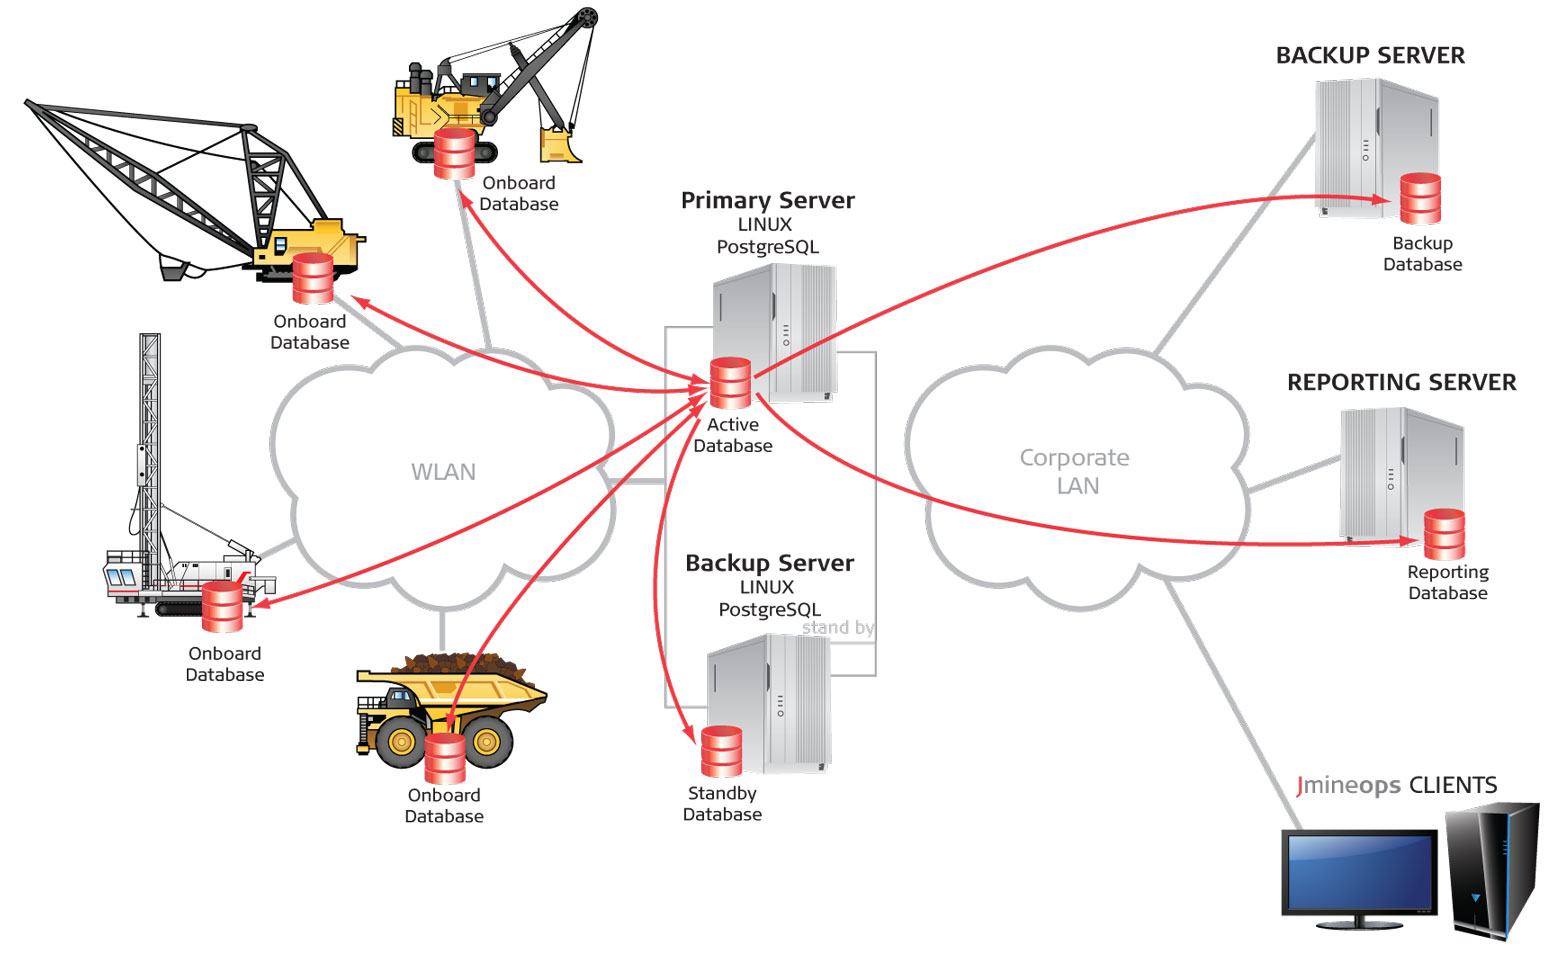 BACKUP SERVER
Onboard
Database
Primary Server
LINUX
PostgreSQL
Backup
Database
Onboard
Database
REPORTING SERVER
Active
Database
WLAN
Corporate
LAN
Backup Server
LINUX
PostgreSQL
stand by
Reporting
Database
Onboard
Database
Onboard
Database
Standby
Database
Jmineops CLIENTS